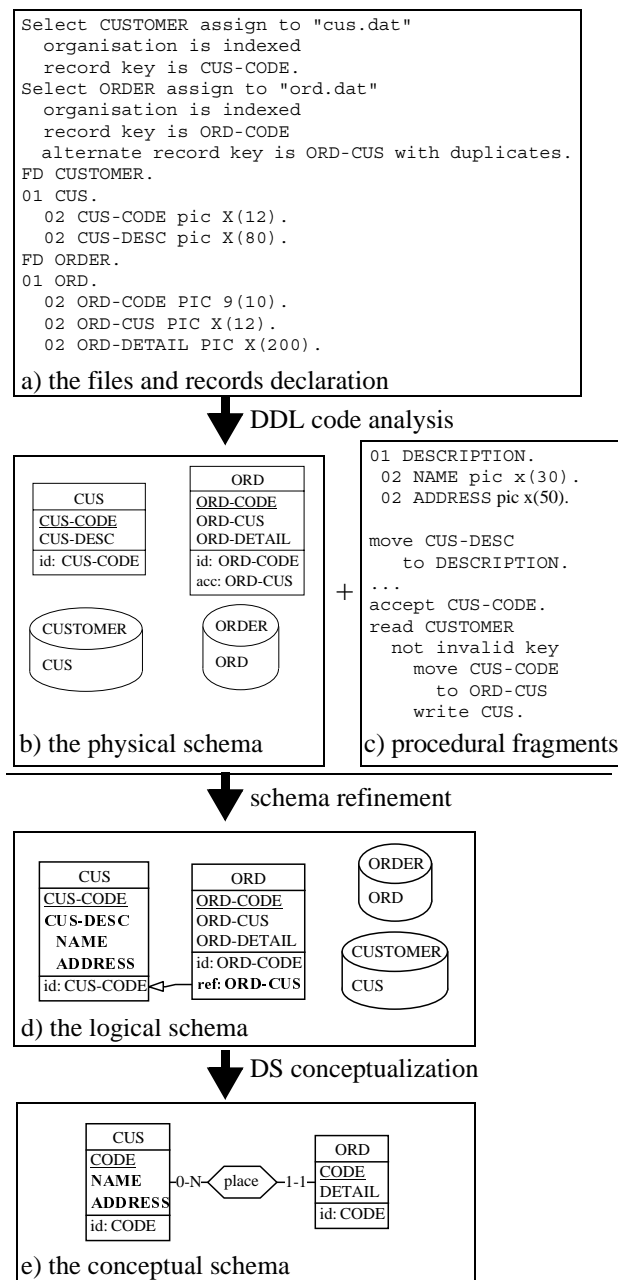 Select CUSTOMER assign to "cus.dat"
organisation is indexed
record key is CUS-CODE.
Select ORDER assign to "ord.dat"
organisation is indexed
record key is ORD-CODE
alternate record key is ORD-CUS with duplicates.
FD CUSTOMER.
01 CUS.
02 CUS-CODE pic X(12).
02 CUS-DESC pic X(80).
FD ORDER.
01 ORD.
02 ORD-CODE PIC 9(10).
02 ORD-CUS PIC X(12).
02 ORD-DETAIL PIC X(200).
a) the files and records declaration
DDL code analysis
CUS
CUS-CODE
CUS-DESC
id: CUS-CODE
ORD
ORD-CODE
ORD-CUS
ORD-DETAIL
id: ORD-CODE
acc: ORD-CUS
CUSTOMER
CUS
ORDER
ORD
b) the physical schema
+
01 DESCRIPTION.
02 NAME pic x(30).
02 ADDRESS pic x(50).
move CUS-DESC
to DESCRIPTION.
...
accept CUS-CODE.
read CUSTOMER
not invalid key
move CUS-CODE
to ORD-CUS
write CUS.
c) procedural fragments
schema refinement
CUS
CUS-CODE
CUS-DESC
NAME
ADDRESS
id: CUS-CODE
ORD
ORD-CODE
ORD-CUS
ORD-DETAIL
id: ORD-CODE
ref: ORD-CUS
ORDER
ORD
CUSTOMER
CUS
d) the logical schema
DS conceptualization
CUS
CODE
NAME
ADDRESS
id: CODE
0-N
place
1-1
ORD
CODE
DETAIL
id: CODE
e) the conceptual schema